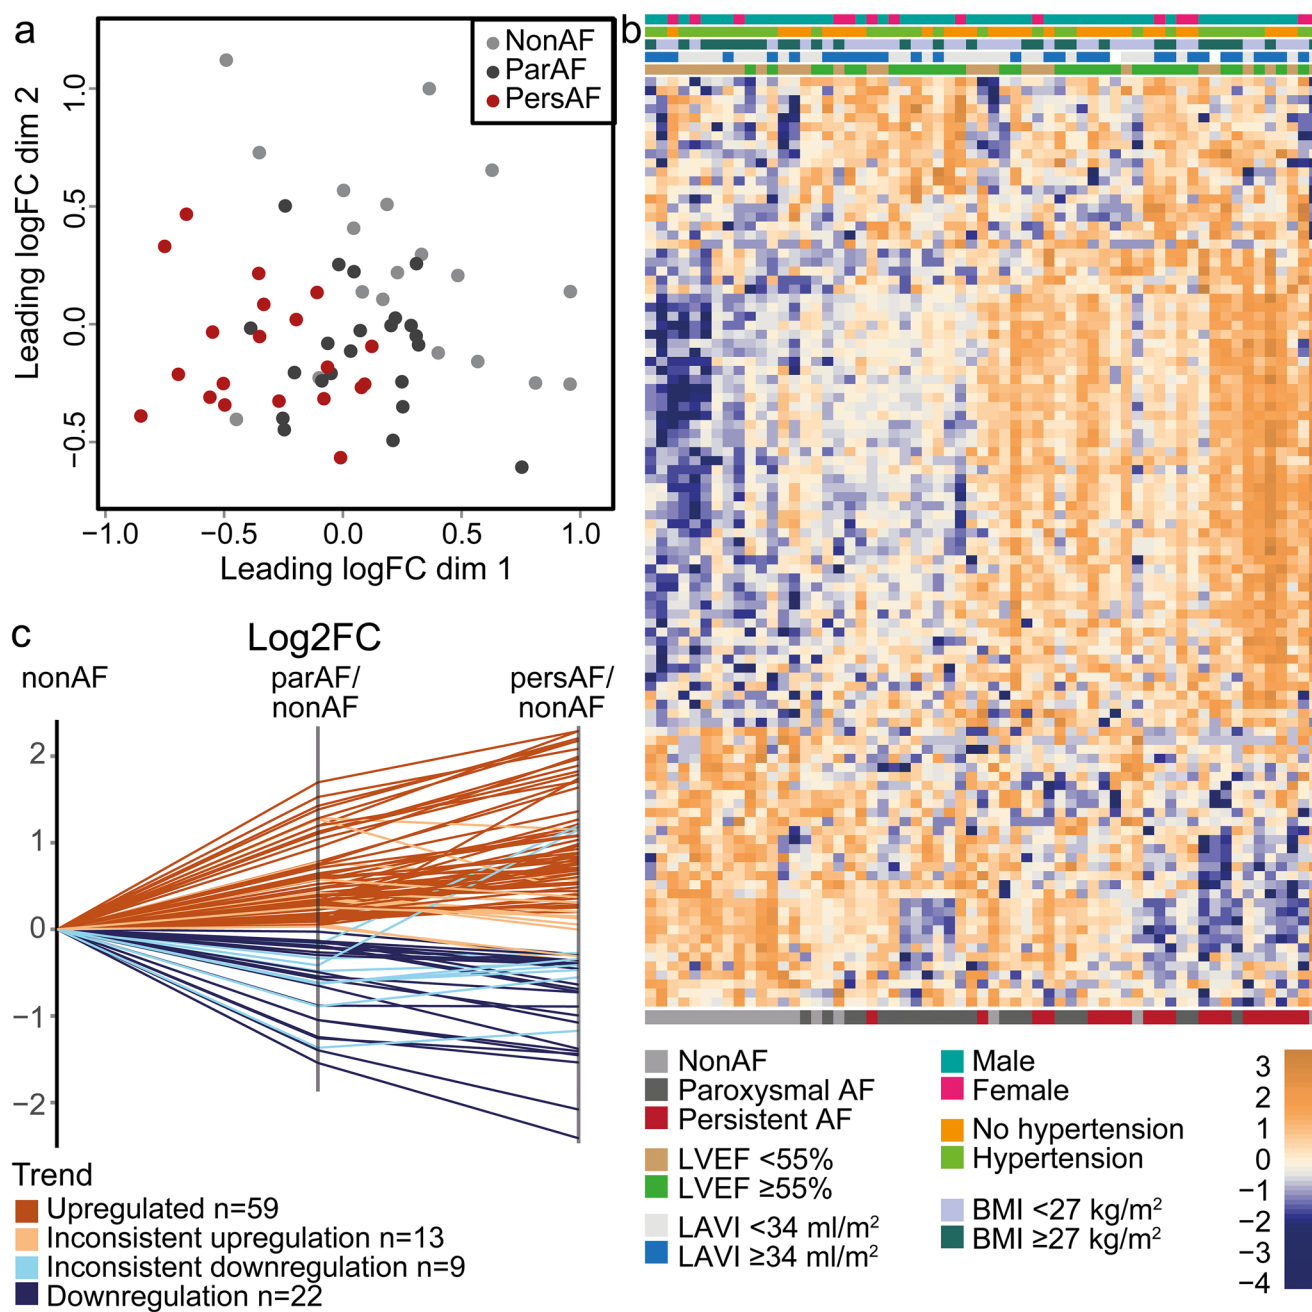 a
NonAF
ParAF
PersAF
Leading logFC dim 2
1.0
0.5
0.0
−0.5
−1.0
−0.5
0.0
0.5
1.0
Leading logFC dim 1
b
c
Log2FC
nonAF
parAF/
nonAF
persAF/
nonAF
2
1
0
−1
−2
Trend
Upregulated n=59
Inconsistent upregulation n=13
Inconsistent downregulation n=9
Downregulation n=22
NonAF
Paroxysmal AF
Persistent AF
LVEF <55%
LVEF ≥55%
LAVI <34 ml/m²
LAVI ≥34 ml/m²
Male
Female
No hypertension
Hypertension
BMI <27 kg/m²
BMI ≥27 kg/m²
3
2
1
0
−1
−2
−3
−4